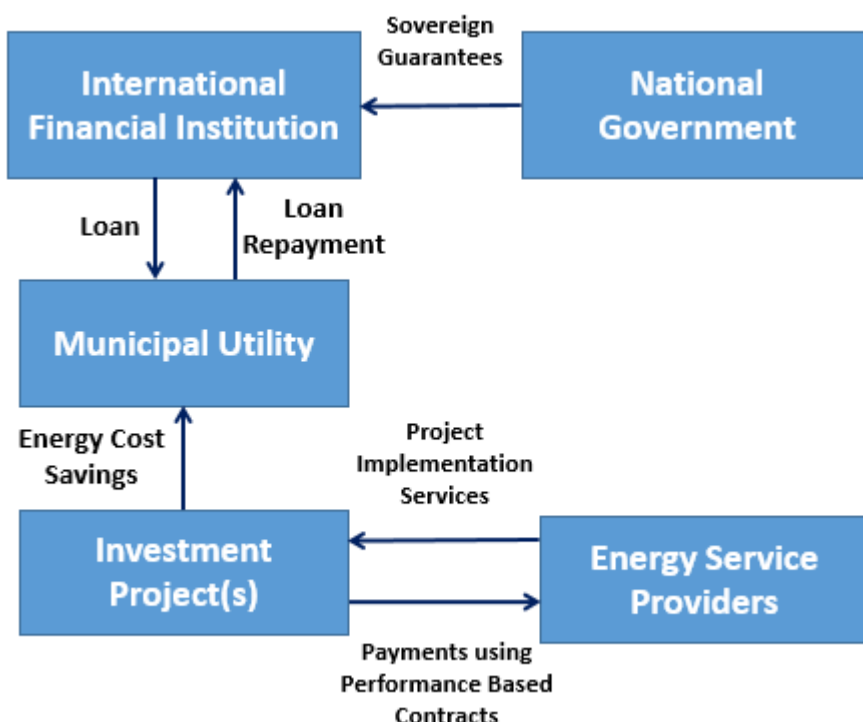 Sovereign
Guarantees
International
Financial Institution
National
Government
Loan
Loan
Repayment
Municipal Utility
Energy Cost
Savings
Project
Implementation
Services
Investment
Project(s)
Energy Service
Providers
Payments using
Performance Based
Contracts